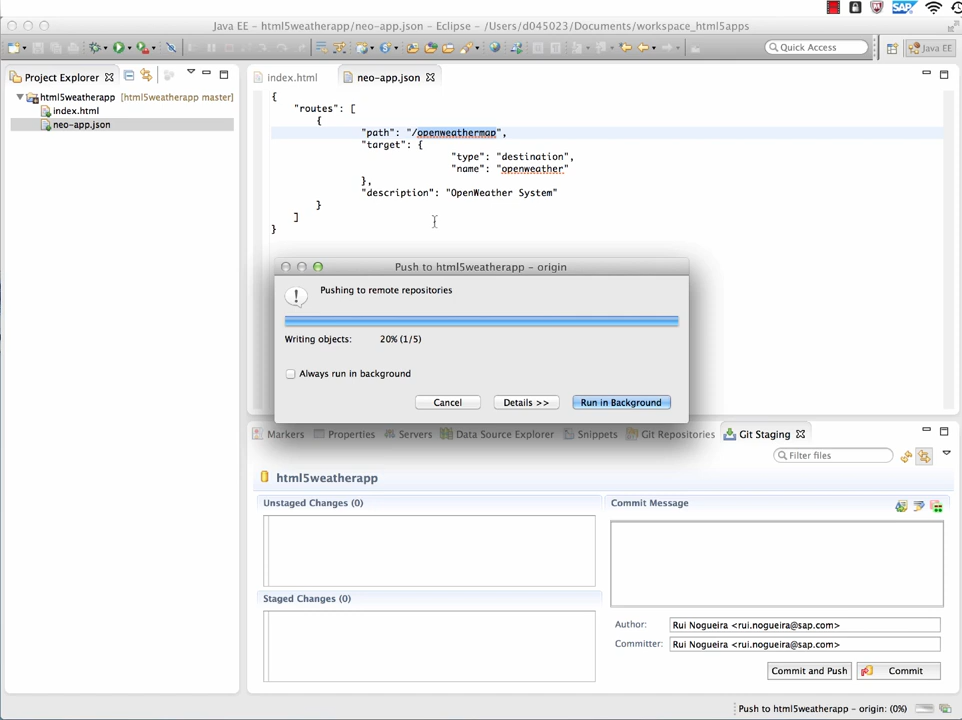 SAP
Java EE - html5weatherapp/neo-app.json - Eclipse - /Users/d045023/Documents/workspace_html5apps
Quick Access
Java EE
Project Explorer
index.html
neo-app.json
html5weatherapp [html5weatherapp master]
index.html
neo-app.json
{
"routes": [
{
"path": "/openweathermap",
"target": {
"type": "destination",
"name": "openweather"
},
"description": "OpenWeather System"
}
]
}
Push to html5weatherapp - origin
Pushing to remote repositories
Writing objects: 20% (1/5)
Always run in background
Cancel
Details >>
Run in Background
Markers
Properties
Servers
Data Source Explorer
Snippets
Git Repositories
Git Staging
Filter files
html5weatherapp
Unstaged Changes (0)
Commit Message
Staged Changes (0)
Author: Rui Nogueira <rui.nogueira@sap.com>
Committer: Rui Nogueira <rui.nogueira@sap.com>
Commit and Push
Commit
Push to html5weatherapp - origin: (0%)